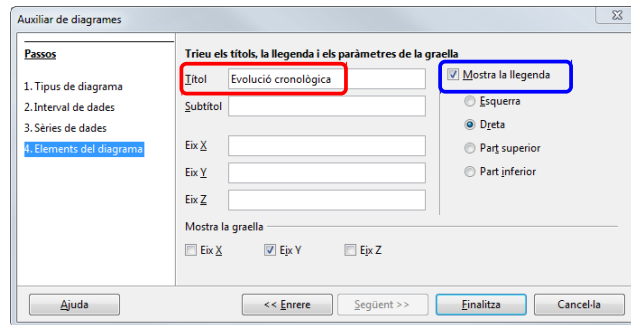 Auxiliar de diagrames
Passos
1. Tipus de diagrama
2. Interval de dades
3. Sèries de dades
4. Elements del diagrama
Trieu els títols, la llegenda i els paràmetres de la graella
Títol Evolució cronològica
Subtítol
Eix X
Eix Y
Eix Z
Mostra la llegenda
Esquerra
Dreta
Part superior
Part inferior
Mostra la graella
Eix X Eix Y Eix Z
Ajuda << Enrere Següent >> Finalitza Cancel·la